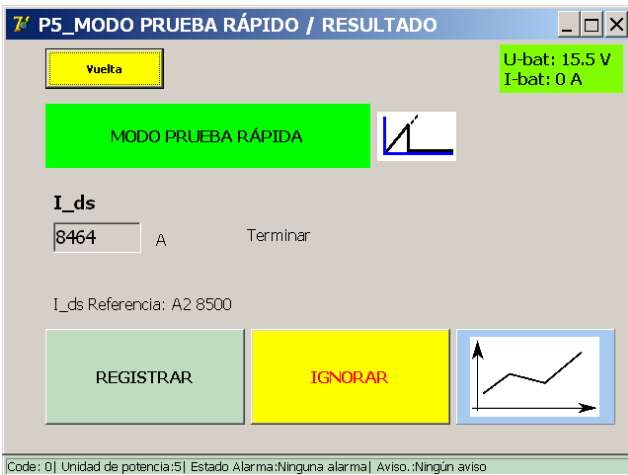 P5_MODO PRUEBA RÁPIDO / RESULTADO
Vuelta
U-bat: 15.5 V
I-bat: 0 A
MODO PRUEBA RÁPIDA
I_ds
8464 A Terminar
I_ds Referencia: A2 8500
REGISTRAR IGNORAR
Code: 0| Unidad de potencia:5| Estado Alarma:Ninguna alarma| Aviso.:Ningún aviso